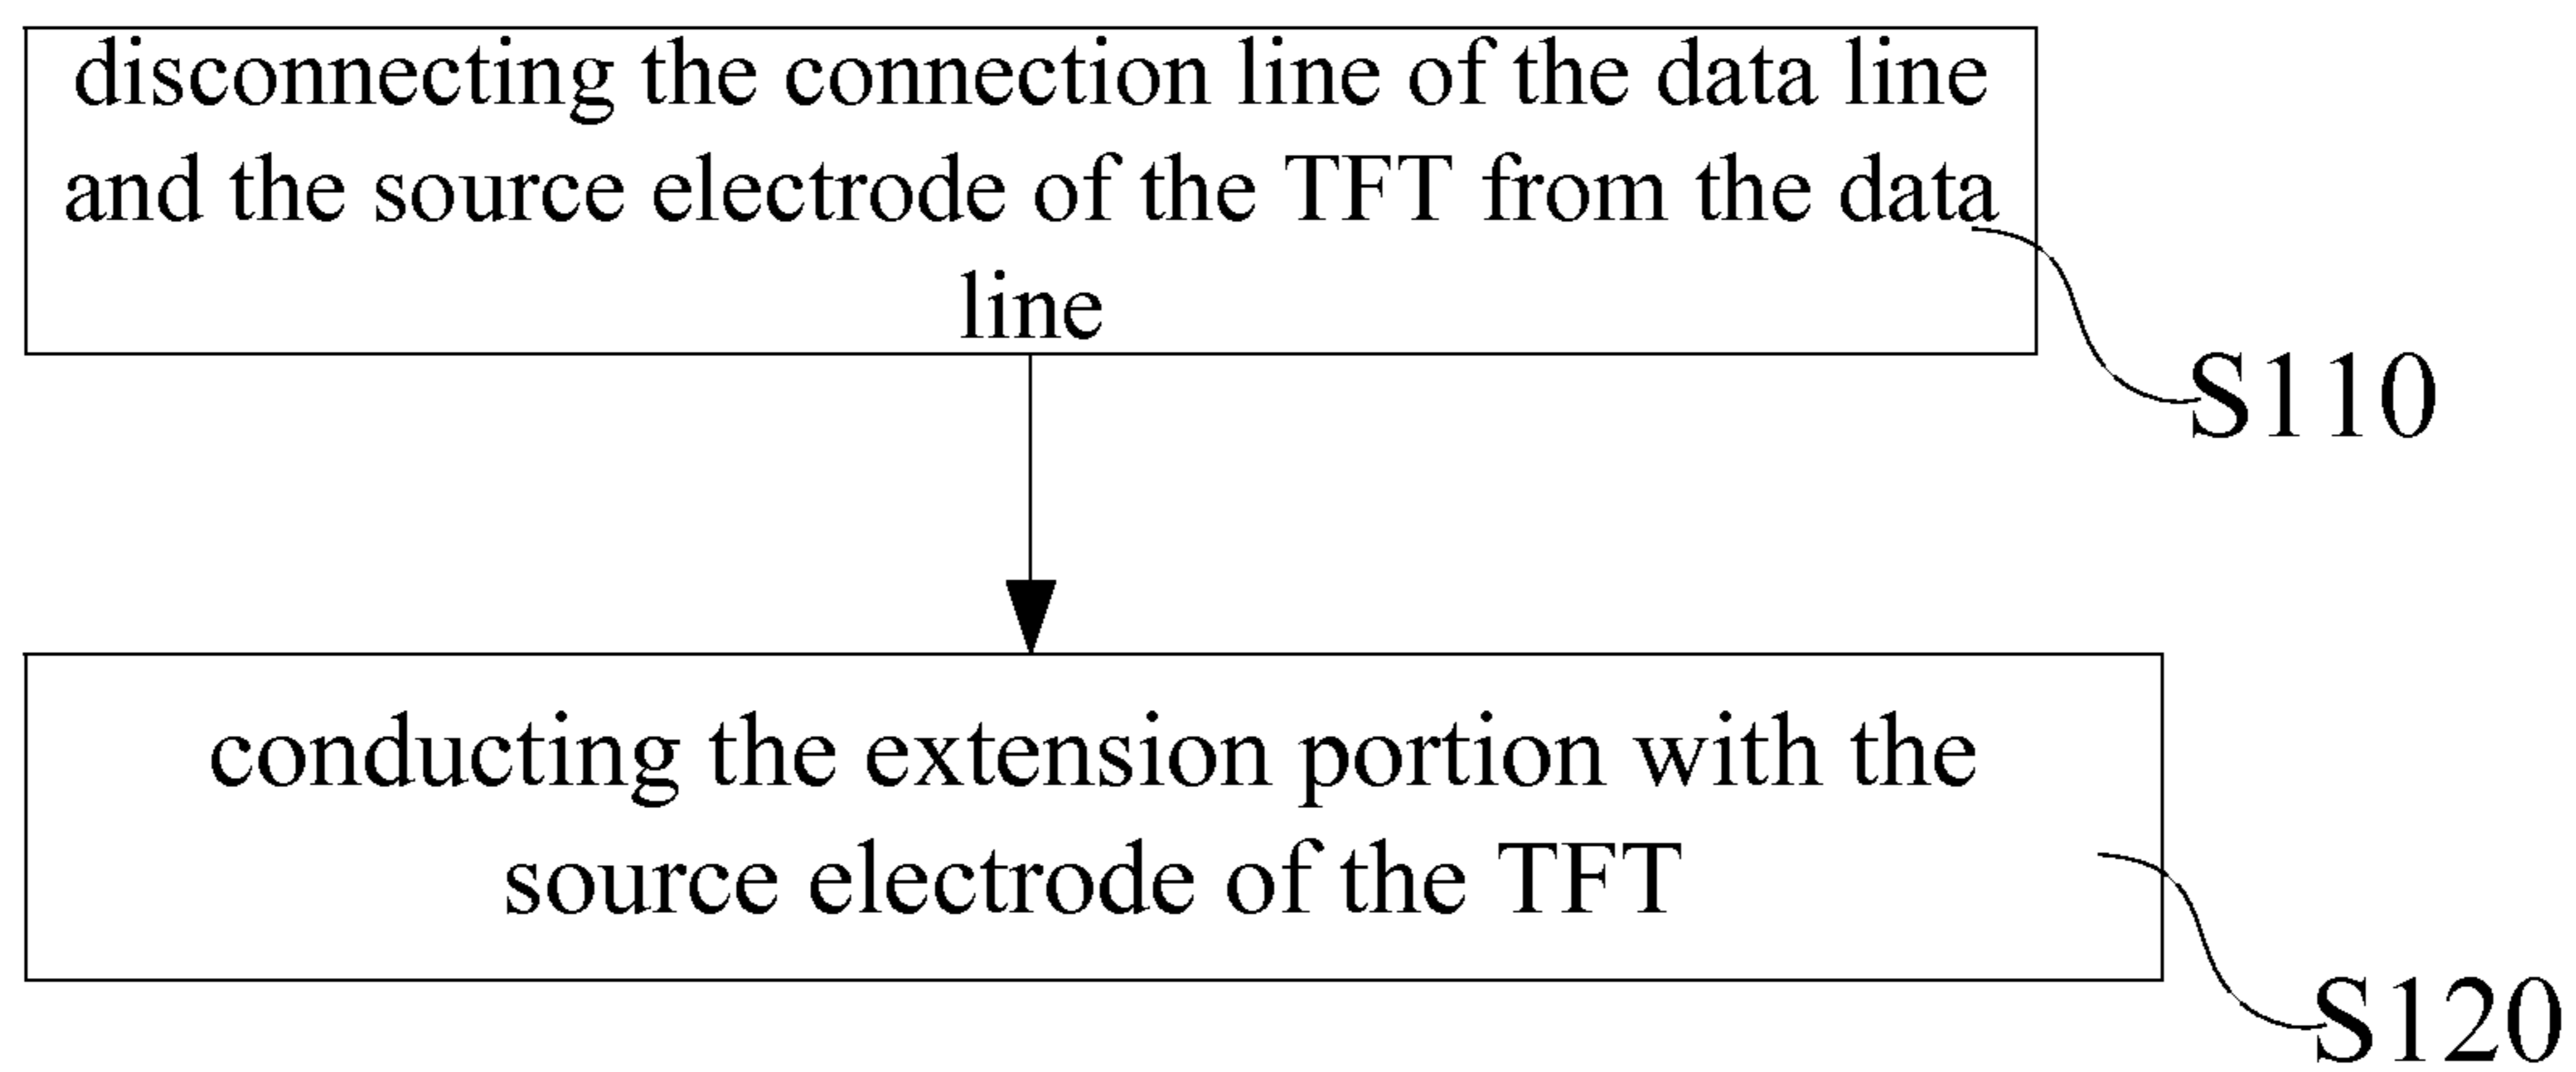 disconnecting the connection line of the data line
and the source electrode of the TFT from the data
line
S110
conducting the extension portion with the
source electrode of the TFT
S120